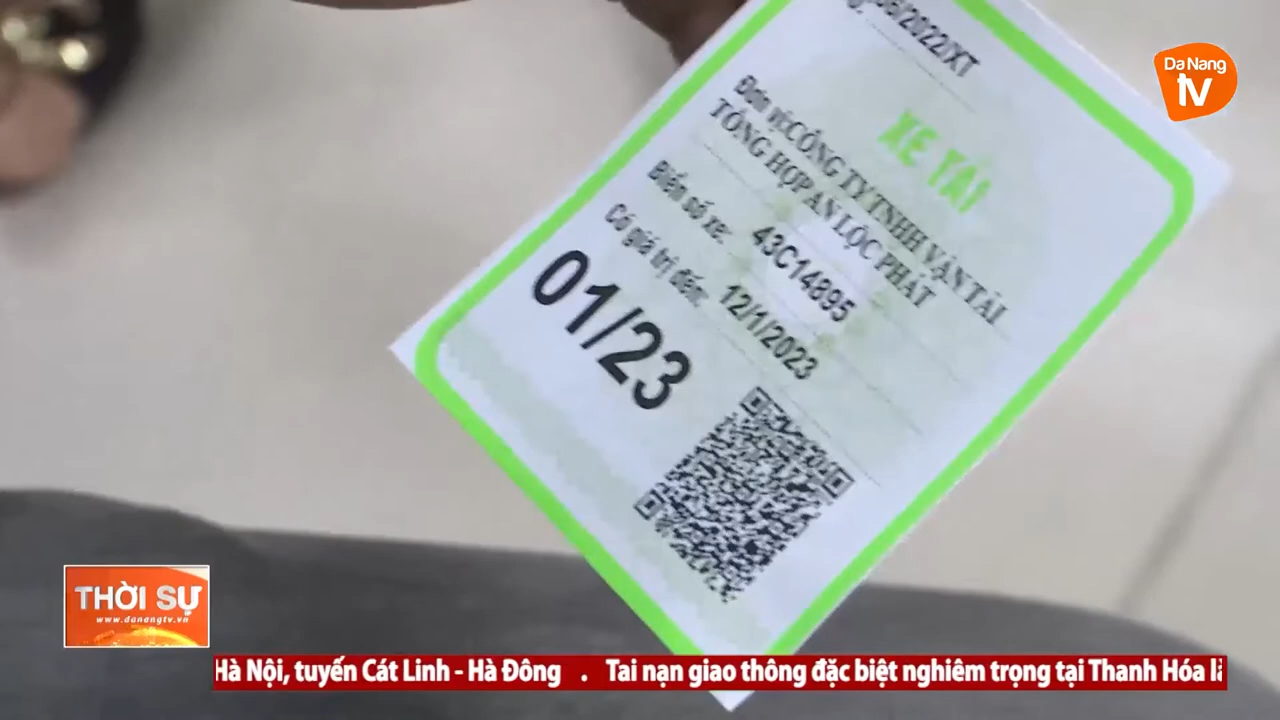 Da Nang
tv
/2022/XT
XE TẢI
Đơn vị: CÔNG TY TNHH VẬN TẢI
TỔNG HỢP AN LỘC PHÁT
Biển số xe: 43C14895
Có giá trị đến: 12/1/2023
01/23
THỜI SỰ
www.danangtv.vn
Hà Nội, tuyến Cát Linh - Hà Đông . Tai nạn giao thông đặc biệt nghiêm trọng tại Thanh Hóa